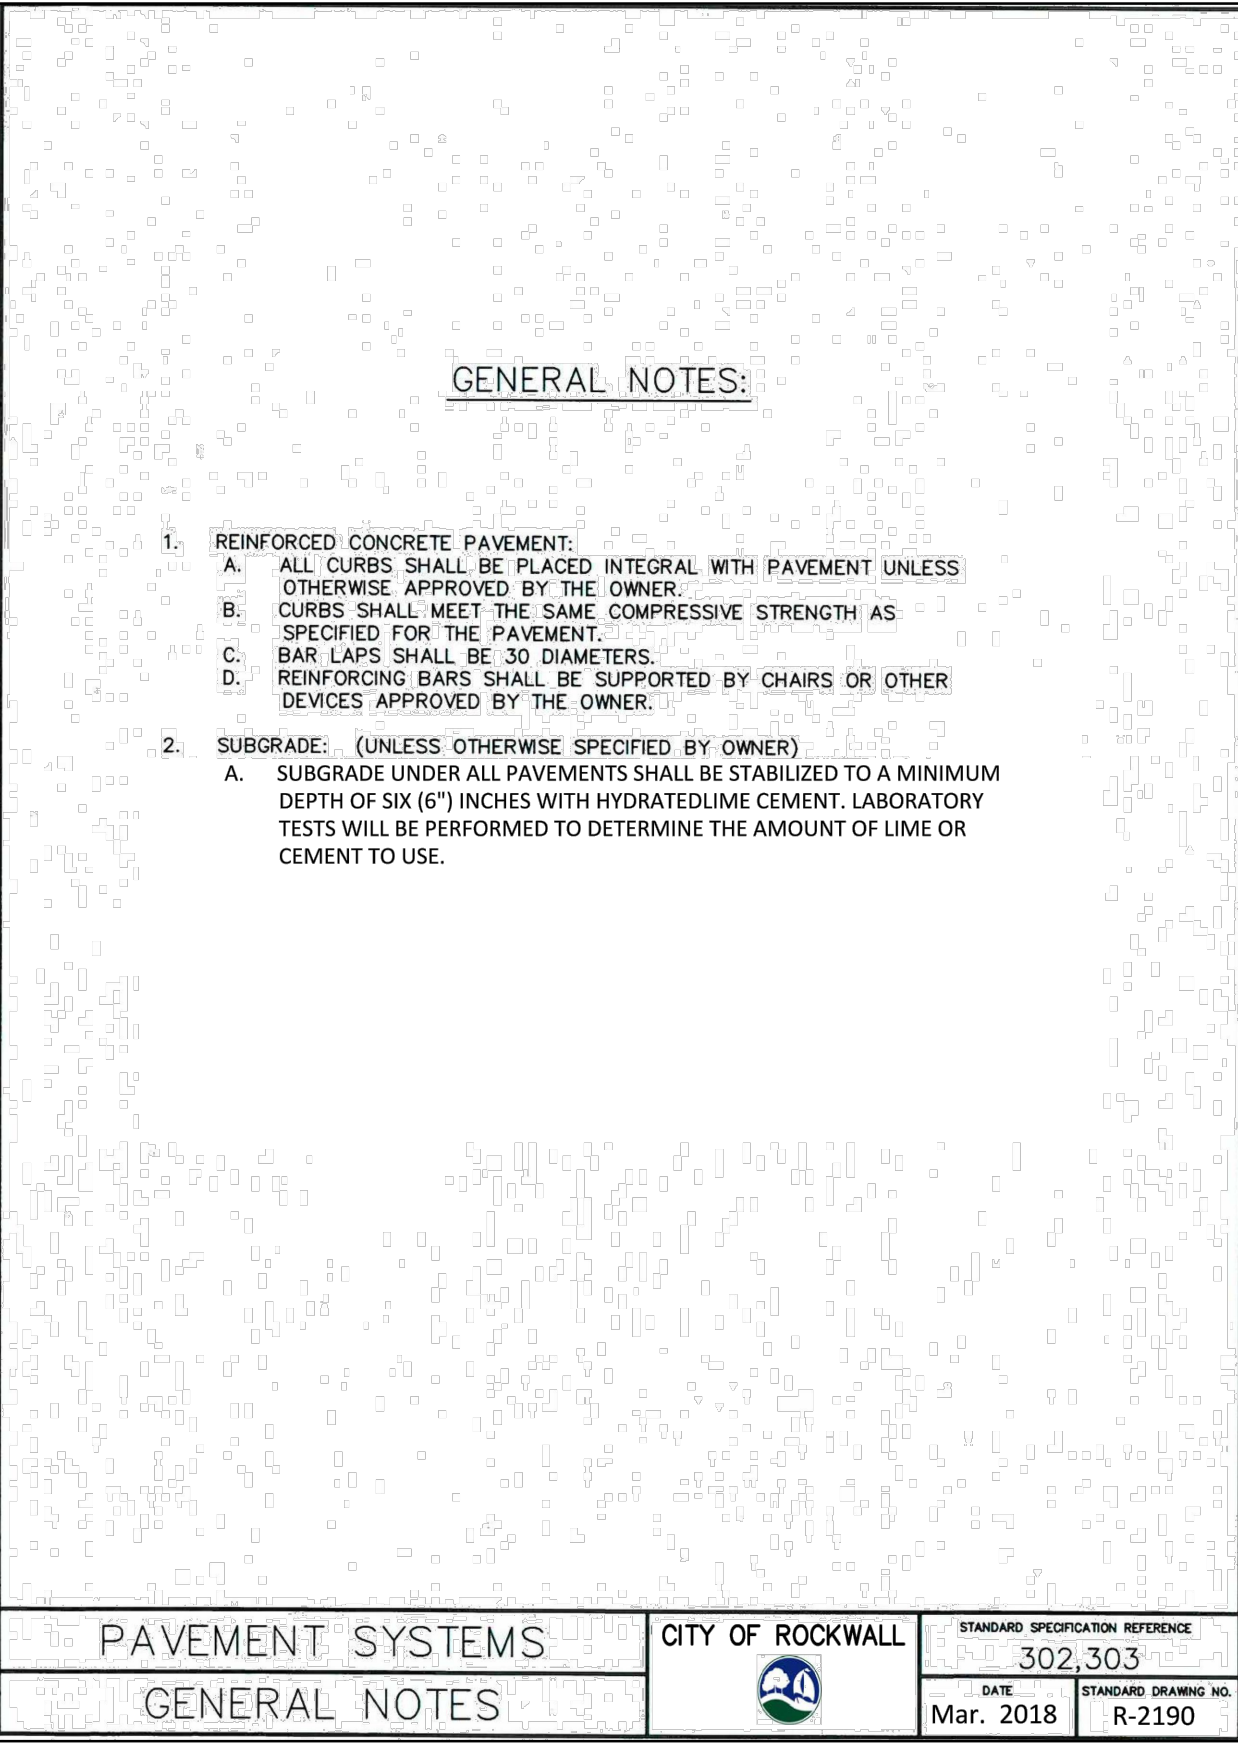 GENERAL NOTES:
1. REINFORCED CONCRETE PAVEMENT:
A. ALL CURBS SHALL BE PLACED INTEGRAL WITH PAVEMENT UNLESS
OTHERWISE APPROVED BY THE OWNER.
B. CURBS SHALL MEET THE SAME COMPRESSIVE STRENGTH AS
SPECIFIED FOR THE PAVEMENT.
C. BAR LAPS SHALL BE 30 DIAMETERS.
D. REINFORCING BARS SHALL BE SUPPORTED BY CHAIRS OR OTHER
DEVICES APPROVED BY THE OWNER.
2. SUBGRADE: (UNLESS OTHERWISE SPECIFIED BY OWNER)
A. SUBGRADE UNDER ALL PAVEMENTS SHALL BE STABILIZED TO A MINIMUM
DEPTH OF SIX (6") INCHES WITH HYDRATEDLIME CEMENT. LABORATORY
TESTS WILL BE PERFORMED TO DETERMINE THE AMOUNT OF LIME OR
CEMENT TO USE.
PAVEMENT SYSTEMS
GENERAL NOTES
CITY OF ROCKWALL
STANDARD SPECIFICATION REFERENCE
302,303
DATE
Mar. 2018
STANDARD DRAWING NO.
R-2190